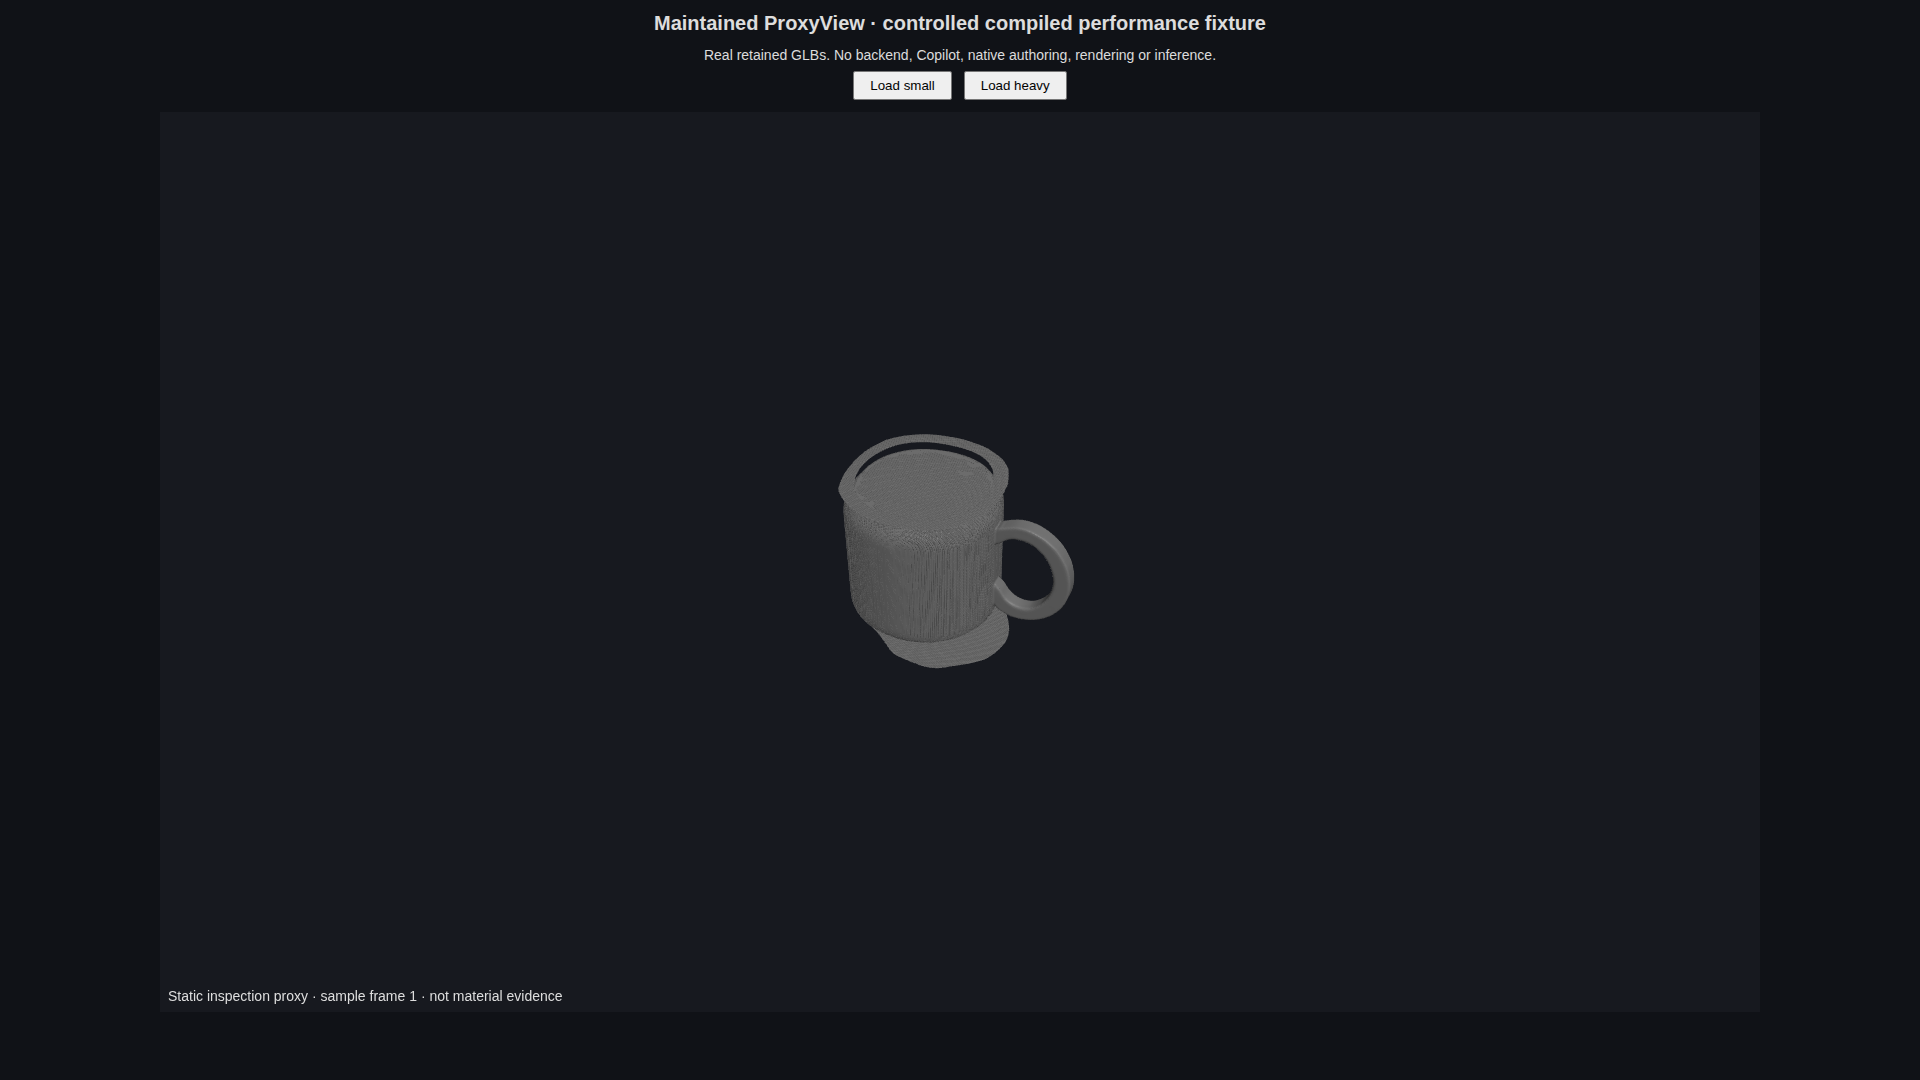 Maintained ProxyView · controlled compiled performance fixture
Real retained GLBs. No backend, Copilot, native authoring, rendering or inference.
Load small
Load heavy
Static inspection proxy · sample frame 1 · not material evidence